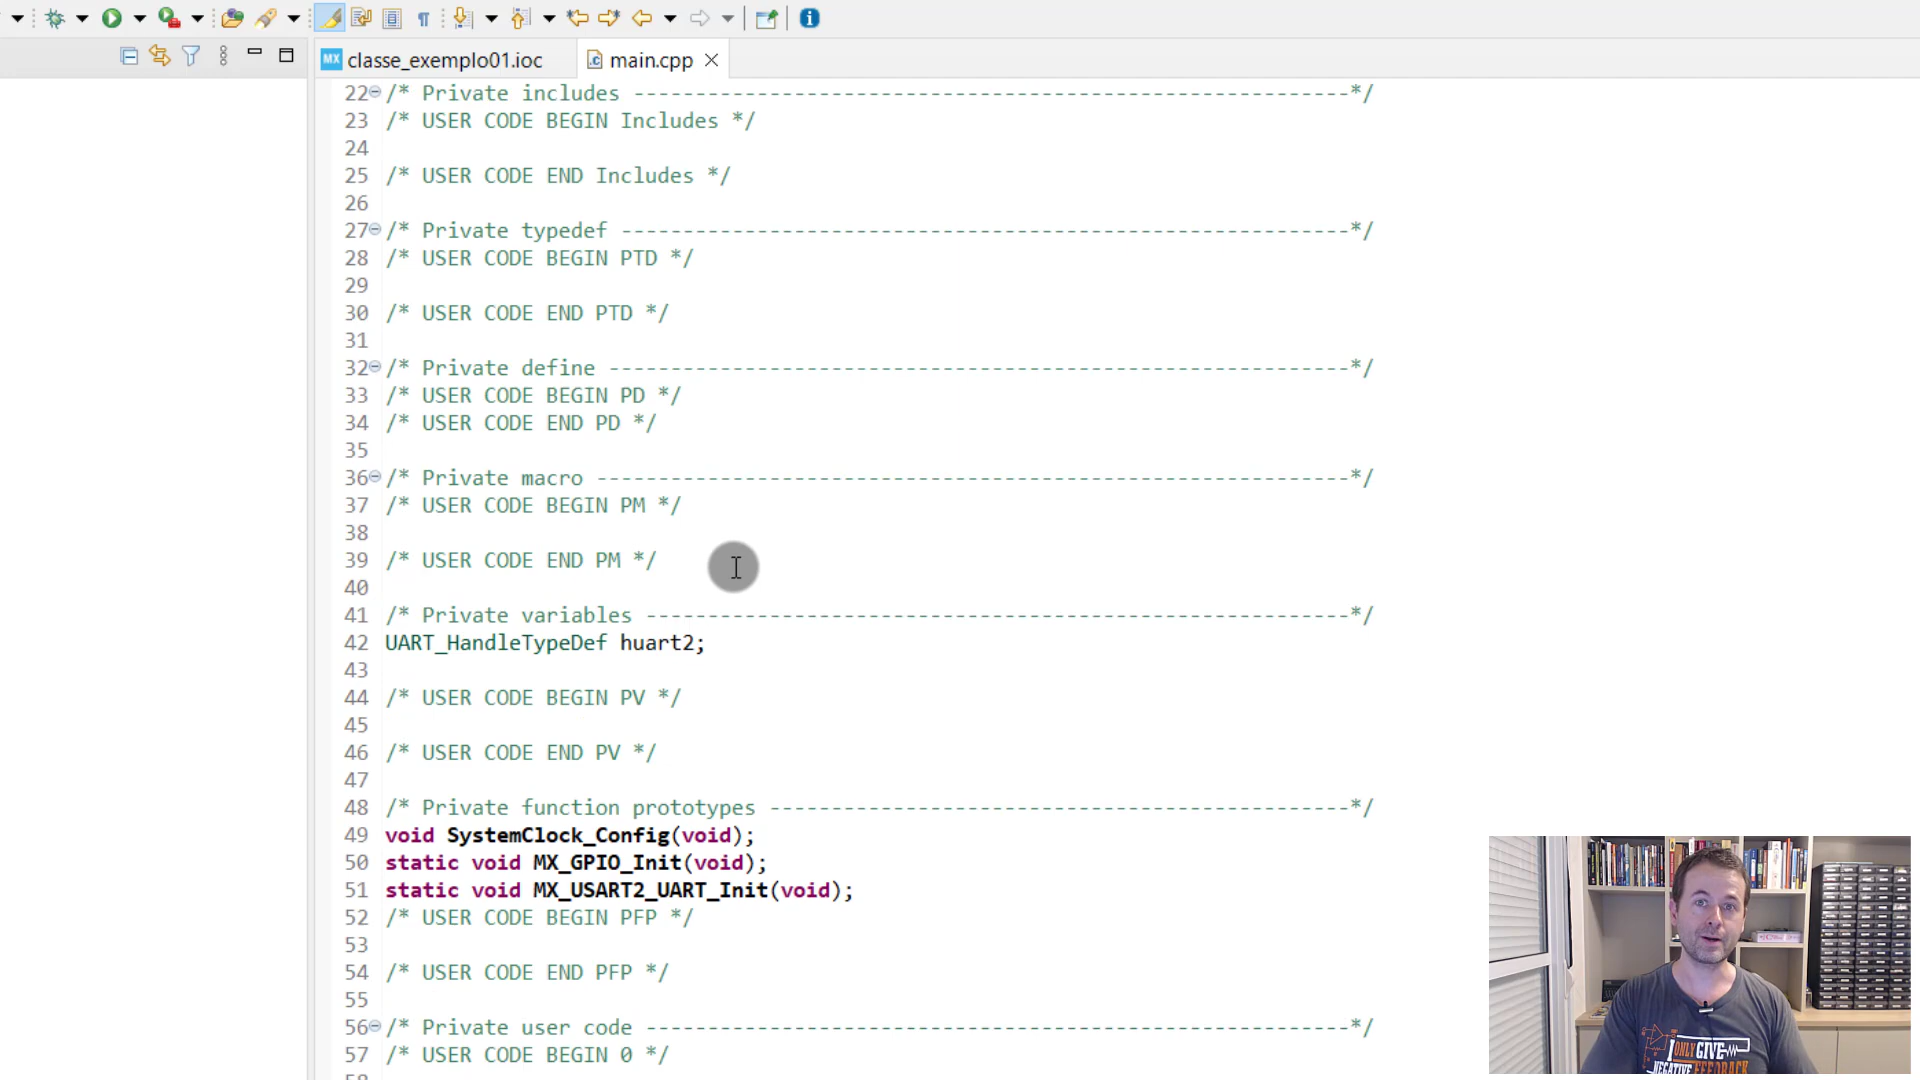 MX classe_exemplo01.ioc
main.cpp
22 /* Private includes ----------------------------------------------------------*/
23 /* USER CODE BEGIN Includes */
24
25 /* USER CODE END Includes */
26
27 /* Private typedef -----------------------------------------------------------*/
28 /* USER CODE BEGIN PTD */
29
30 /* USER CODE END PTD */
31
32 /* Private define ------------------------------------------------------------*/
33 /* USER CODE BEGIN PD */
34 /* USER CODE END PD */
35
36 /* Private macro -------------------------------------------------------------*/
37 /* USER CODE BEGIN PM */
38
39 /* USER CODE END PM */
40
41 /* Private variables ---------------------------------------------------------*/
42 UART_HandleTypeDef huart2;
43
44 /* USER CODE BEGIN PV */
45
46 /* USER CODE END PV */
47
48 /* Private function prototypes -----------------------------------------------*/
49 void SystemClock_Config(void);
50 static void MX_GPIO_Init(void);
51 static void MX_USART2_UART_Init(void);
52 /* USER CODE BEGIN PFP */
53
54 /* USER CODE END PFP */
55
56 /* Private user code ---------------------------------------------------------*/
57 /* USER CODE BEGIN 0 */
I ONLY GIVE
NEGATIVE FEEDBACK